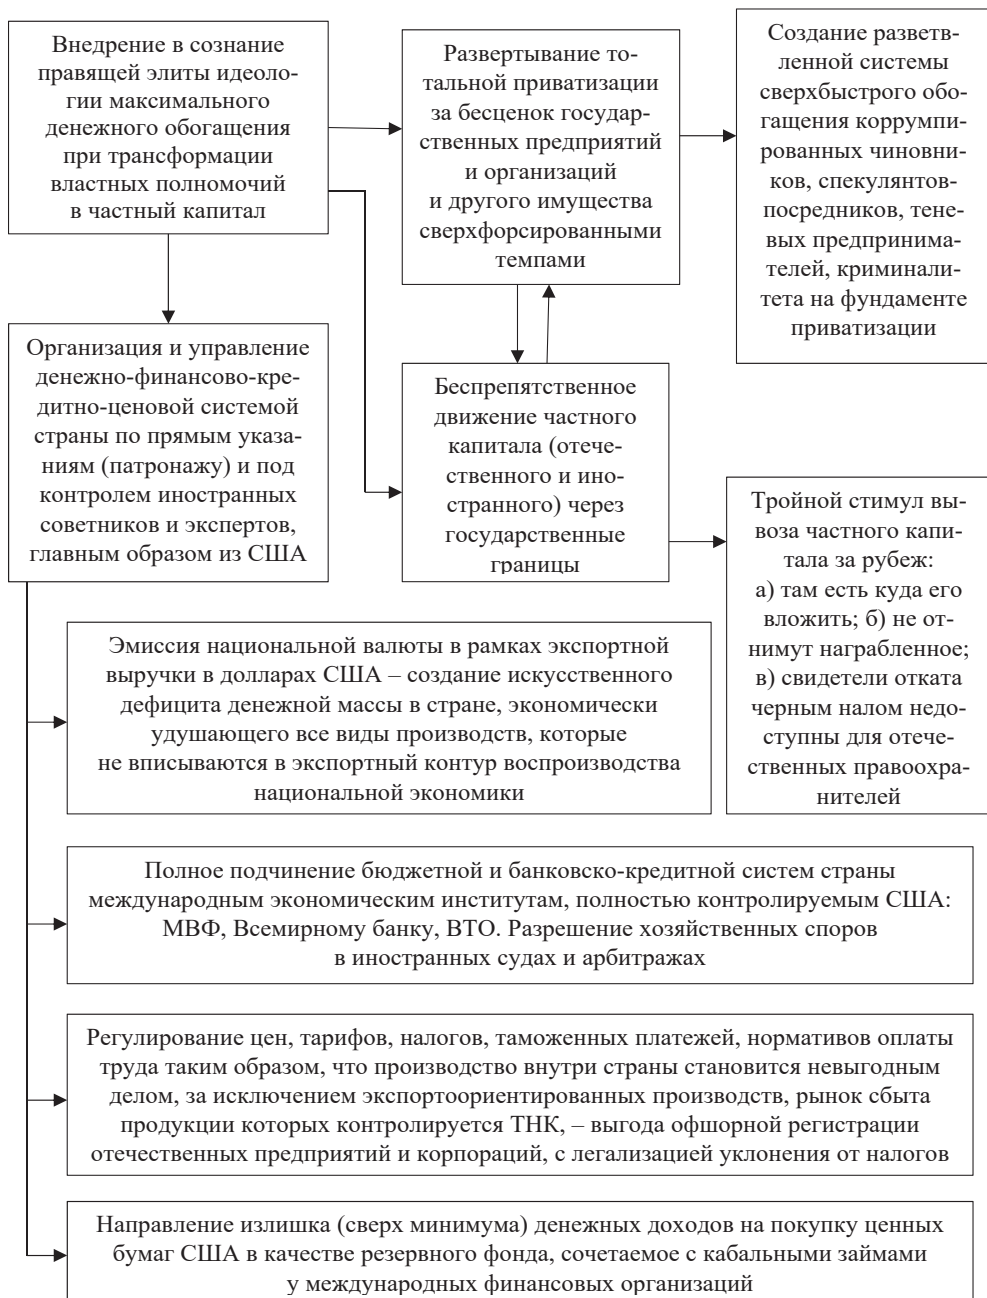 Внедрение в сознание
правящей элиты идеоло-
гии максимального
денежного обогащения
при трансформации
властных полномочий
в частный капитал
Развертывание то-
тальной приватизации
за бесценок государ-
ственных предприятий
и организаций
и другого имущества
сверхфорсированными
темпами
Создание разветв-
ленной системы
сверхбыстрого обо-
гащения коррумпи-
рованных чиновни-
ков, спекулянтов-
посредников, тене-
вых предпринима-
телей, криминали-
тета на фундаменте
приватизации
Организация и управление
денежно-финансово-кре-
дитно-ценовой системой
страны по прямым указа-
ниям (патронажу) и под
контролем иностранных
советников и экспертов,
главным образом из США
Беспрепятственное
движение частного
капитала (отече-
ственного и ино-
странного) через
государственные
границы
Тройной стимул вы-
воза частного капи-
тала за рубеж:
а) там есть куда его
вложить; б) не от-
нимут награбленное;
в) свидетели отката
черным налом недо-
ступны для отече-
ственных правоохра-
нителей
Эмиссия национальной валюты в рамках экспортной
выручки в долларах США – создание искусственного
дефицита денежной массы в стране, экономически
удушающего все виды производств, которые
не вписываются в экспортный контур воспроизводства
национальной экономики
Полное подчинение бюджетной и банковско-кредитной систем страны
международным экономическим институтам, полностью контролируемым США:
МВФ, Всемирному банку, ВТО. Разрешение хозяйственных споров
в иностранных судах и арбитражах
Регулирование цен, тарифов, налогов, таможенных платежей, нормативов оплаты
труда таким образом, что производство внутри страны становится невыгодным
делом, за исключением экспортоориентированных производств, рынок сбыта
продукции которых контролируется ТНК, – выгода офшорной регистрации
отечественных предприятий и корпораций, с легализацией уклонения от налогов
Направление излишка (сверх минимума) денежных доходов на покупку ценных
бумаг США в качестве резервного фонда, сочетаемое с кабальными займами
у международных финансовых организаций